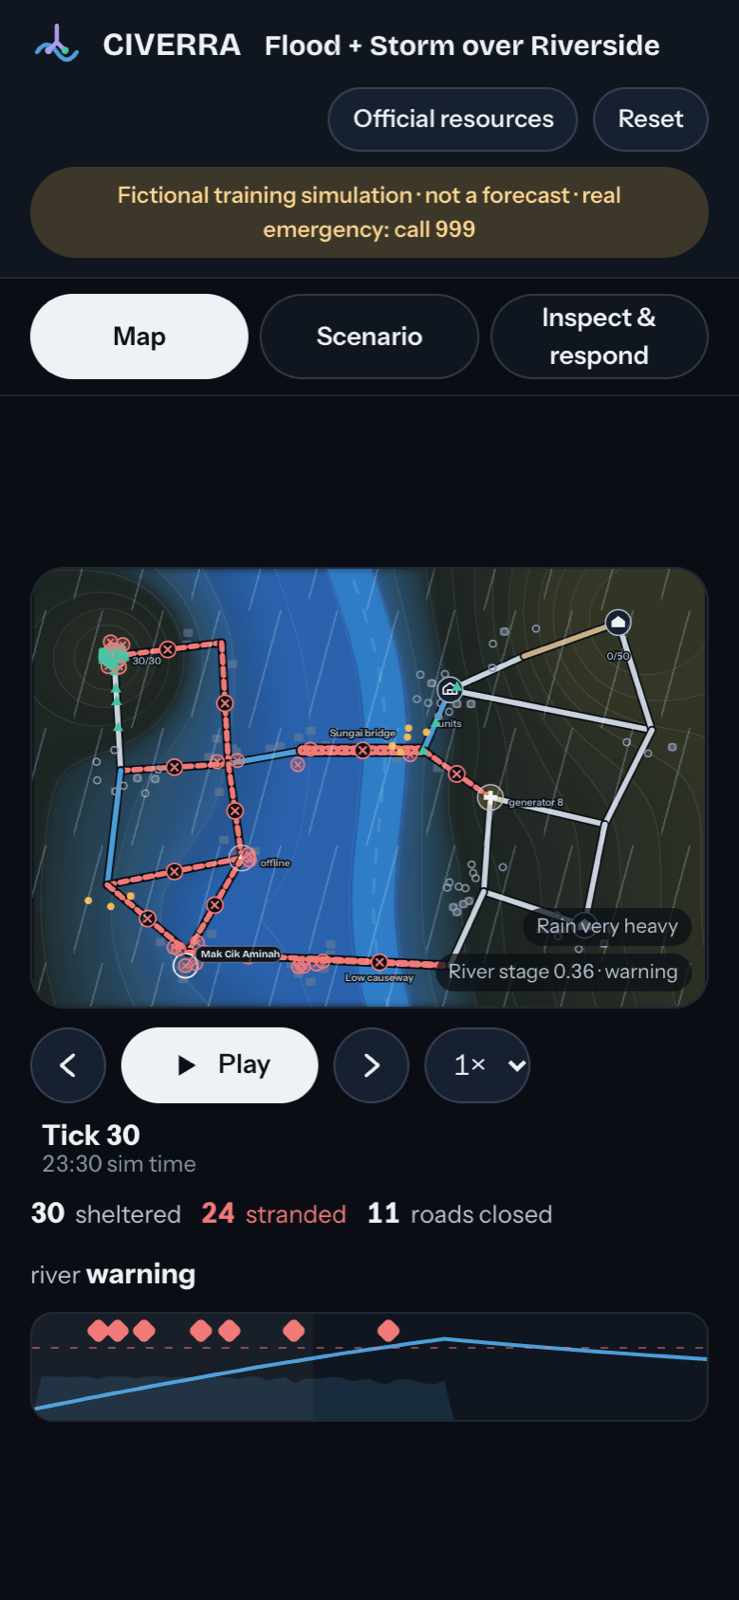 CIVERRA Flood + Storm over Riverside
Official resources
Reset
Fictional training simulation · not a forecast · real
emergency: call 999
Map
Scenario
Inspect &
respond
30/30
0/50
units
Sungai bridge
generator 8
offline
Rain very heavy
Mak Cik Aminah
River stage 0.36 · warning
Low causeway
Play
1×
Tick 30
23:30 sim time
30 sheltered 24 stranded 11 roads closed
river warning